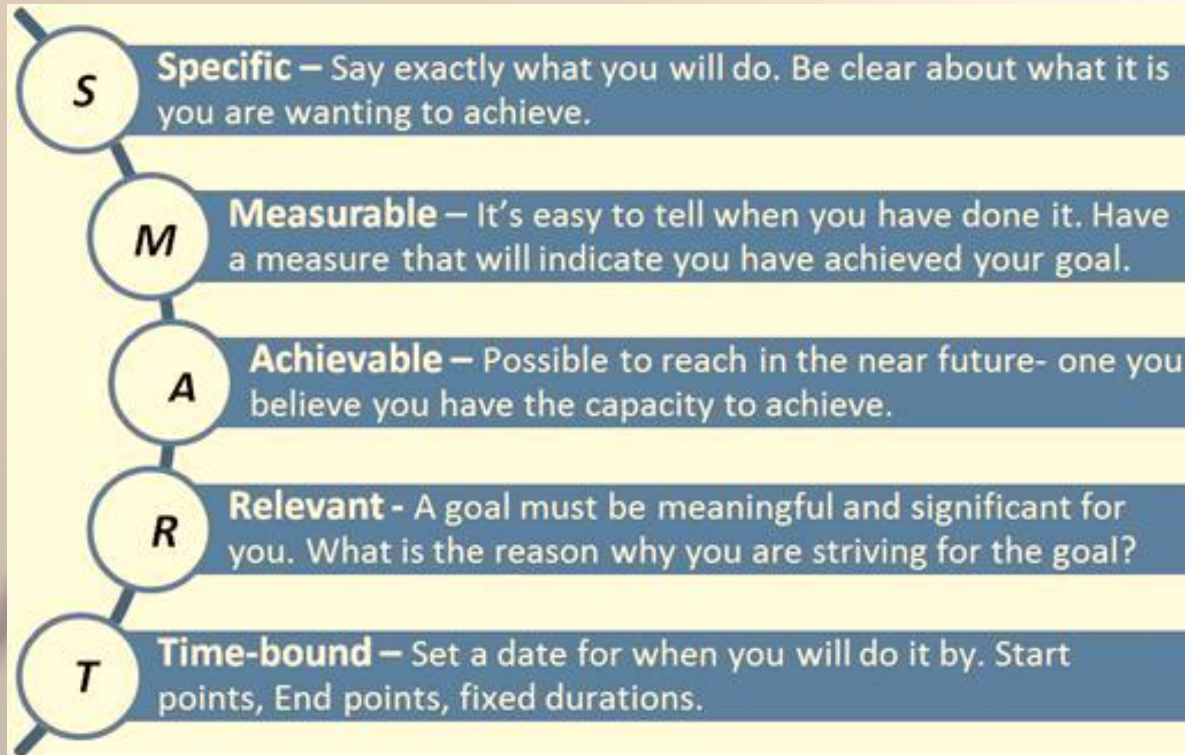 S
Specific – Say exactly what you will do. Be clear about what it is
you are wanting to achieve.
M
Measurable – It's easy to tell when you have done it. Have
a measure that will indicate you have achieved your goal.
A
Achievable – Possible to reach in the near future- one you
believe you have the capacity to achieve.
R
Relevant - A goal must be meaningful and significant for
you. What is the reason why you are striving for the goal?
T
Time-bound – Set a date for when you will do it by. Start
points, End points, fixed durations.